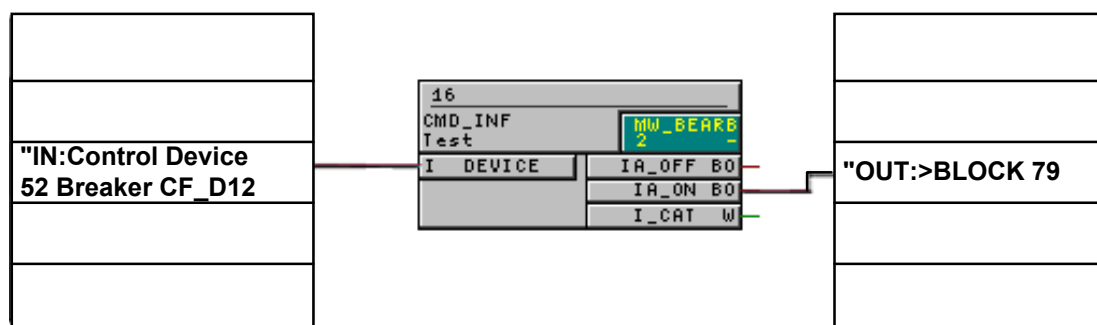 "IN:Control Device
52 Breaker CF_D12
16
CMD_INF
Test
MW_BEARB
2 -
I DEVICE
IA_OFF BO
IA_ON BO
I_CAT W
"OUT:>BLOCK 79